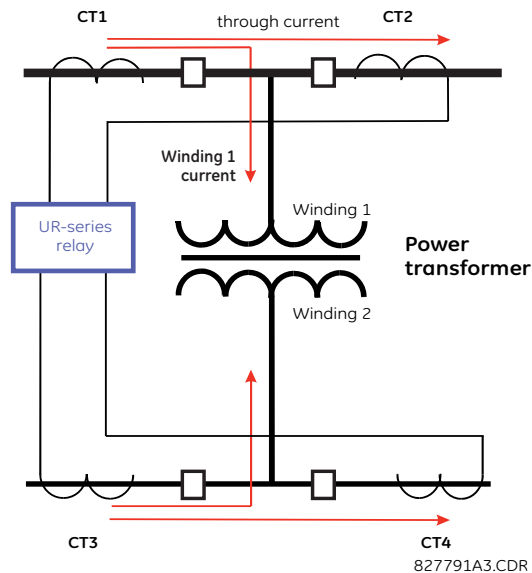 CT1
through current
CT2
Winding 1
current
Winding 1
UR-series
relay
Power
transformer
Winding 2
CT3
CT4
827791A3.CDR